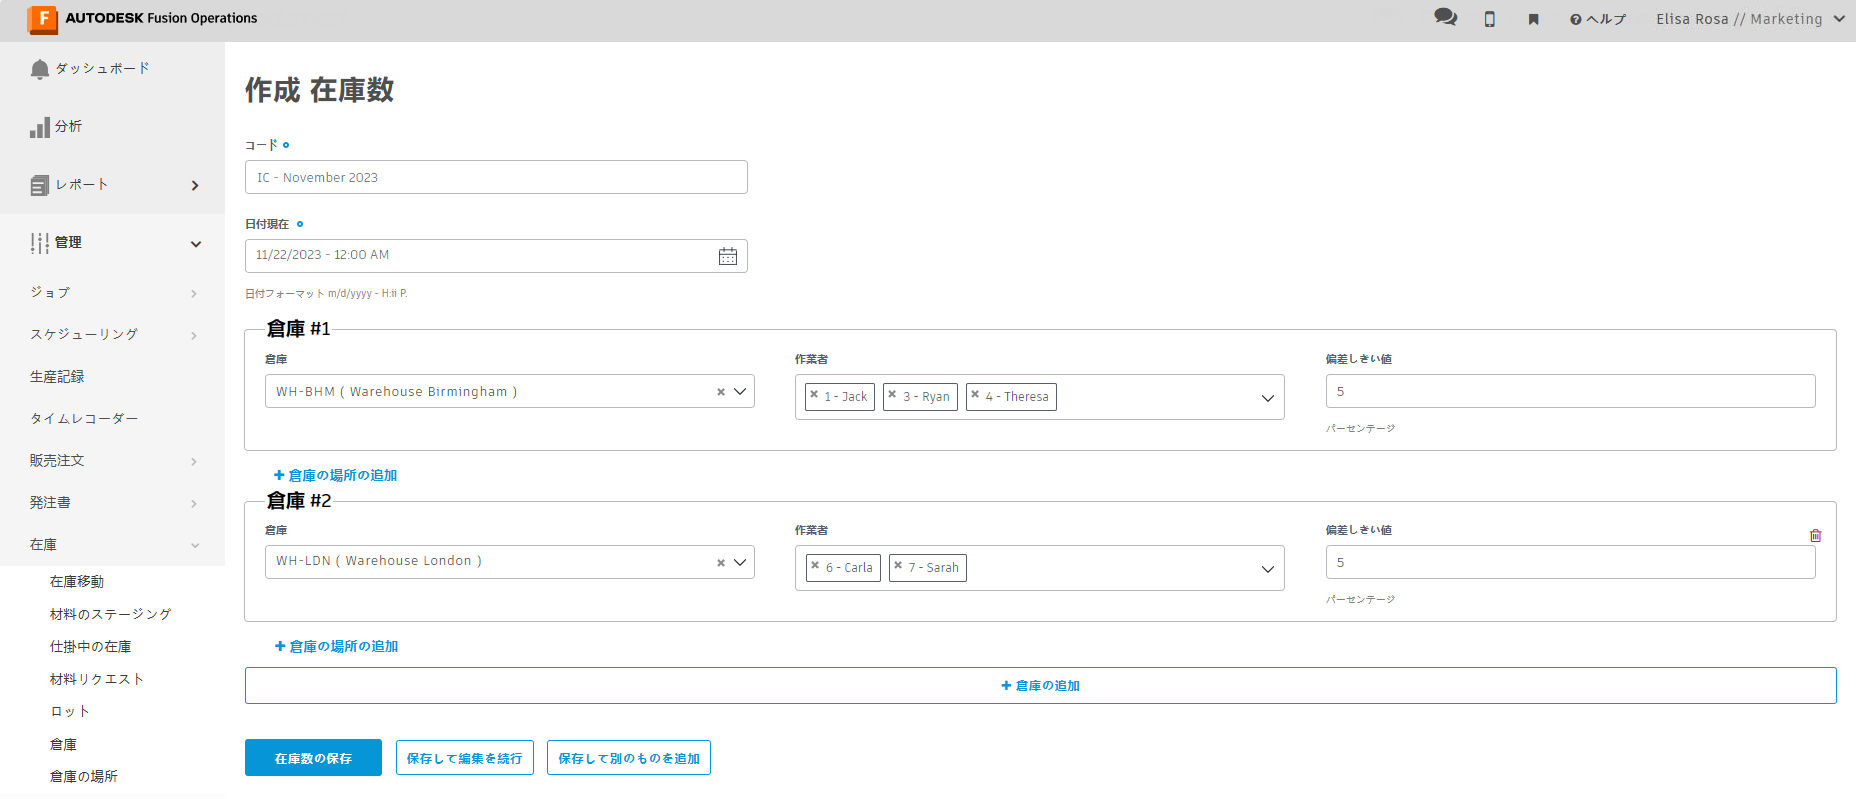 AUTODESK Fusion Operations
ヘルプ
Elisa Rosa // Marketing
ダッシュボード
分析
レポート
管理
ジョブ
スケジューリング
生産記録
タイムレコーダー
販売注文
発注書
在庫
在庫移動
材料のステージング
仕掛中の在庫
材料リクエスト
ロット
倉庫
倉庫の場所
作成 在庫数
コード
IC - November 2023
日付現在
11/22/2023 - 12:00 AM
日付フォーマット m/d/yyyy - H:ii P.
倉庫 #1
倉庫 作業者 偏差しきい値
WH-BHM ( Warehouse Birmingham ) × 1 - Jack × 3 - Ryan × 4 - Theresa 5
パーセンテージ
+ 倉庫の場所の追加
倉庫 #2
倉庫 作業者 偏差しきい値
WH-LDN ( Warehouse London ) × 6 - Carla × 7 - Sarah 5
パーセンテージ
+ 倉庫の場所の追加
+ 倉庫の追加
在庫数の保存 保存して編集を続行 保存して別のものを追加